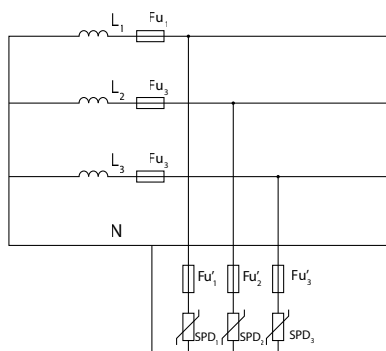 L1 Fu1
L2 Fu3
L3 Fu3
N
Fu'1 Fu'2 Fu'3
SPD1 SPD2 SPD3